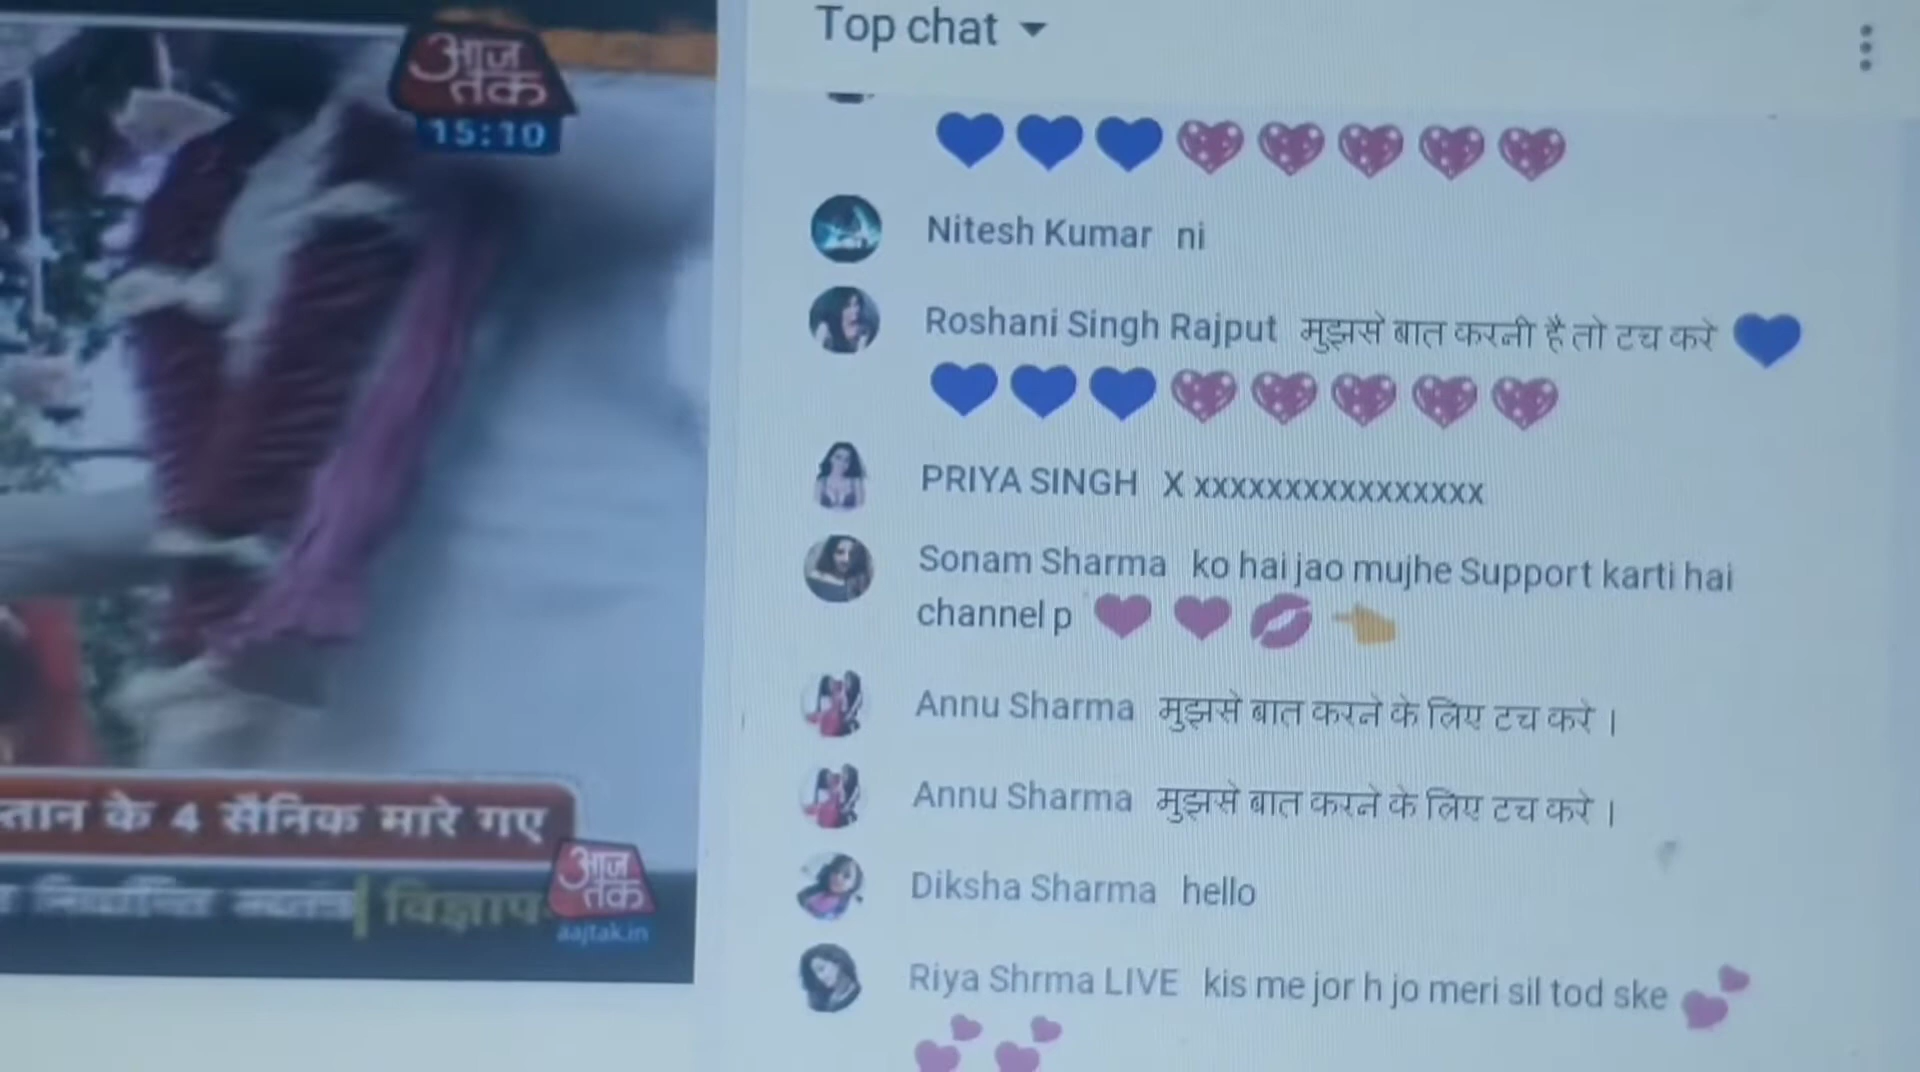 आज
तक
15:10
तान के 4 सैनिक मारे गए
विज्ञाप
आज
तक
aajtak.in
Top chat
Nitesh Kumar ni
Roshani Singh Rajput मुझसे बात करनी है तो टच करे
PRIYA SINGH X xxxxxxxxxxxxxxxx
Sonam Sharma ko hai jao mujhe Support karti hai
channel p
Annu Sharma मुझसे बात करने के लिए टच करे ।
Annu Sharma मुझसे बात करने के लिए टच करे ।
Diksha Sharma hello
Riya Shrma LIVE kis me jor h jo meri sil tod ske